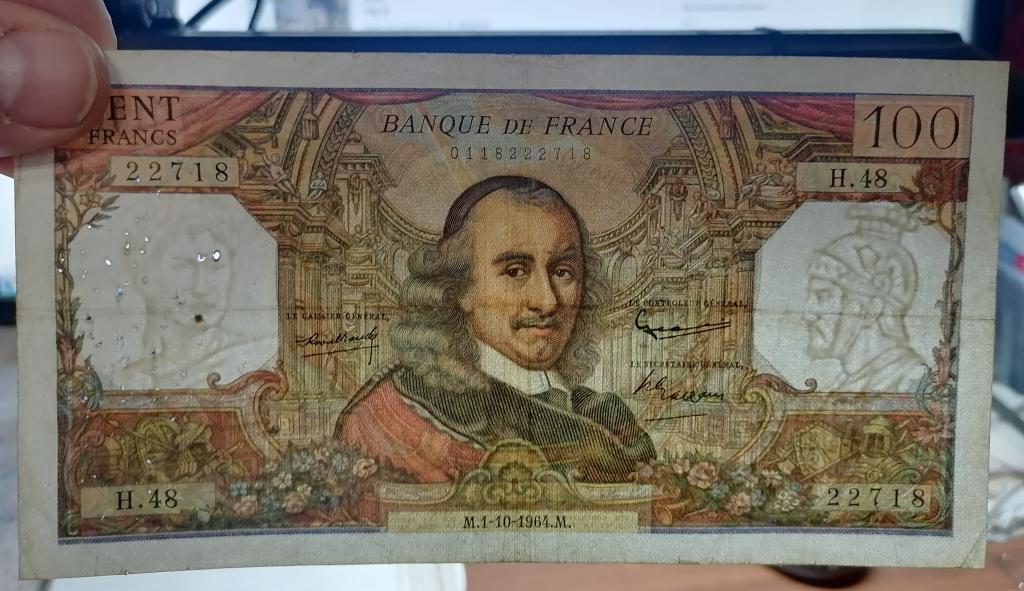 CENT
FRANCS
BANQUE DE FRANCE
100
0118222718
22718
H.48
LE CAISSIER GÉNÉRAL,
LE CONTROLEUR GÉNÉRAL,
LE SECRÉTAIRE GÉNÉRAL,
H.48
22718
M.1-10-1964.M.